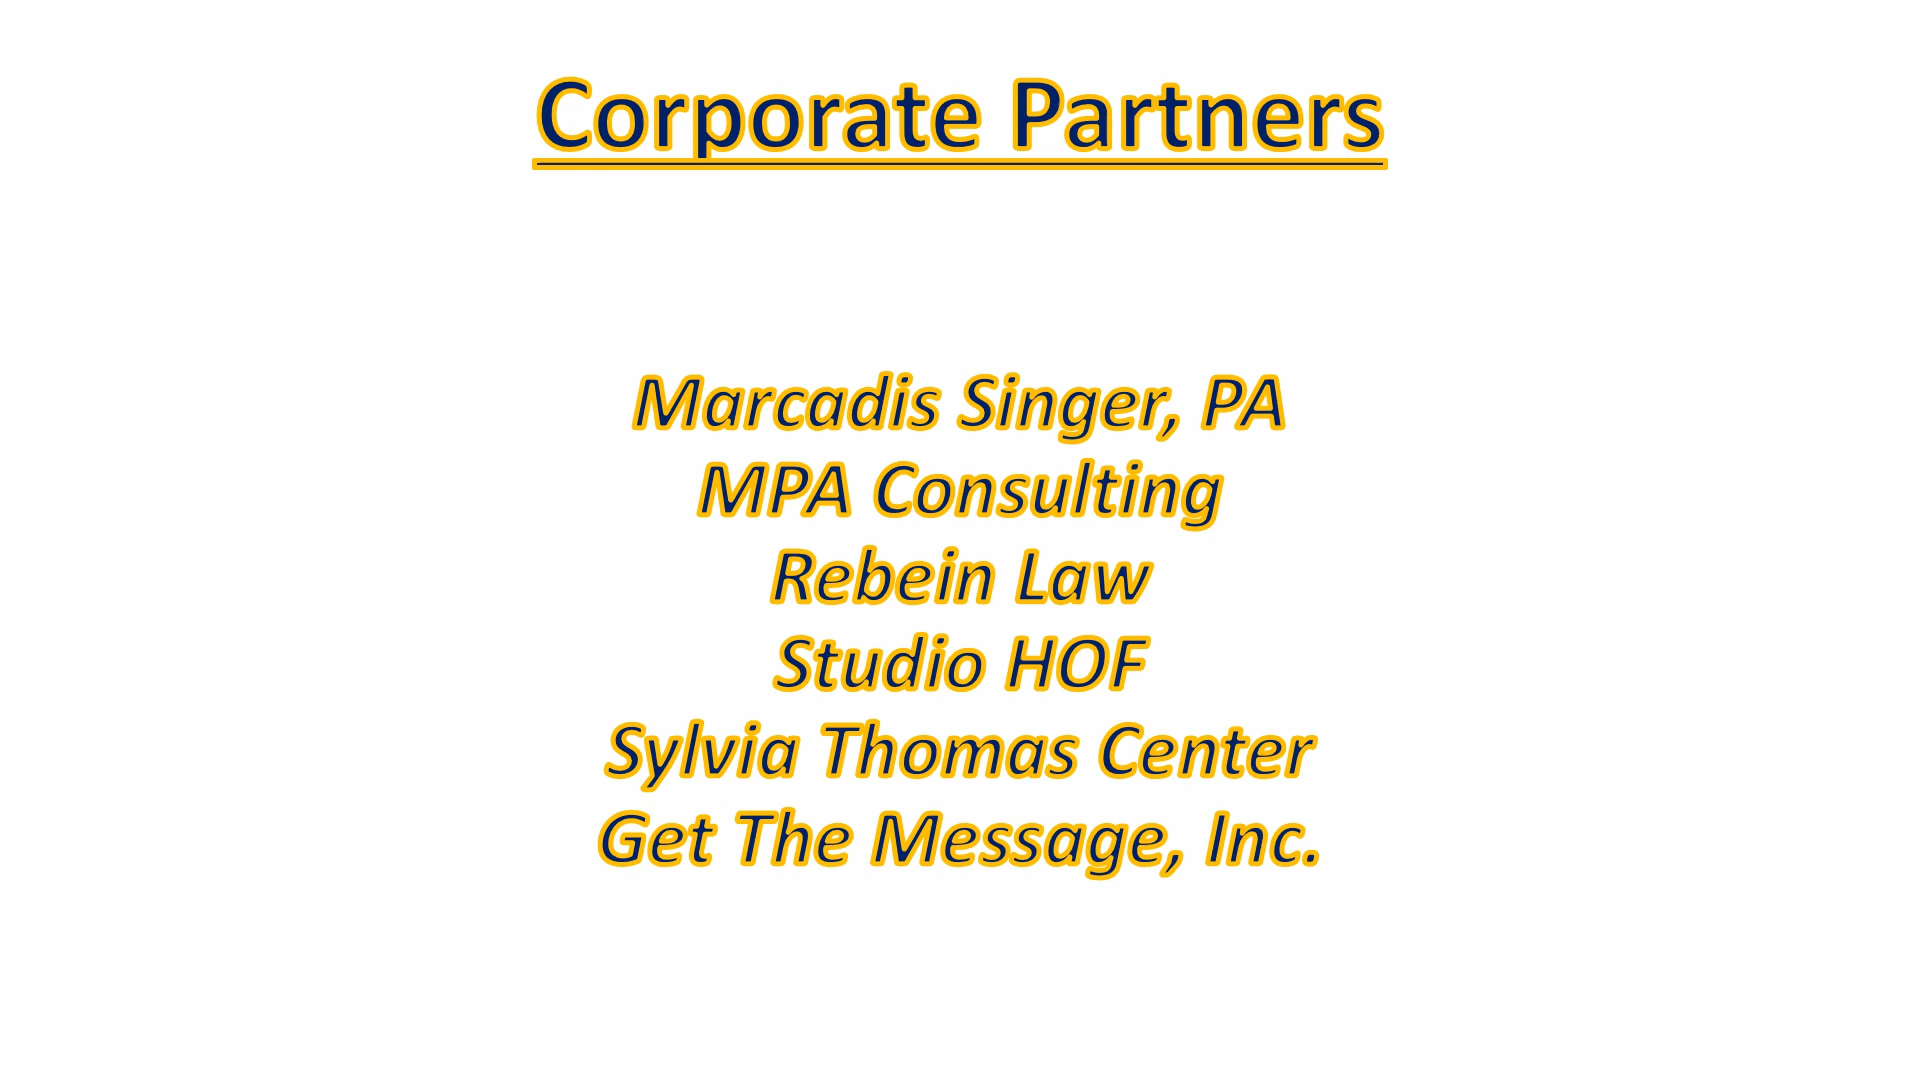 Corporate Partners
Marcadis Singer, PA
MPA Consulting
Rebein Law
Studio HOF
Sylvia Thomas Center
Get The Message, Inc.